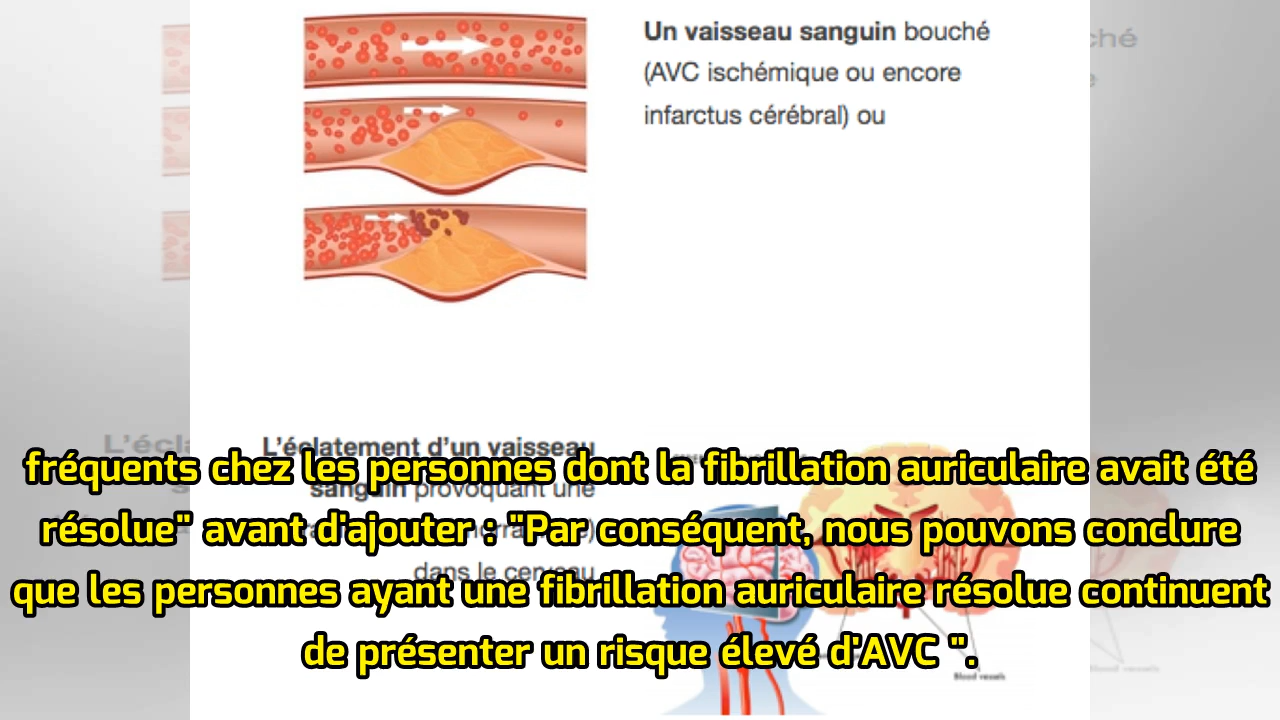 Un vaisseau sanguin bouché
(AVC ischémique ou encore
infarctus cérébral) ou
L'éclatement d'un vaisseau
sanguin provoquant une
dans le cerveau
fréquents chez les personnes dont la fibrillation auriculaire avait été
résolue" avant d'ajouter : "Par conséquent, nous pouvons conclure
que les personnes ayant une fibrillation auriculaire résolue continuent
de présenter un risque élevé d'AVC ".
Blood vessels